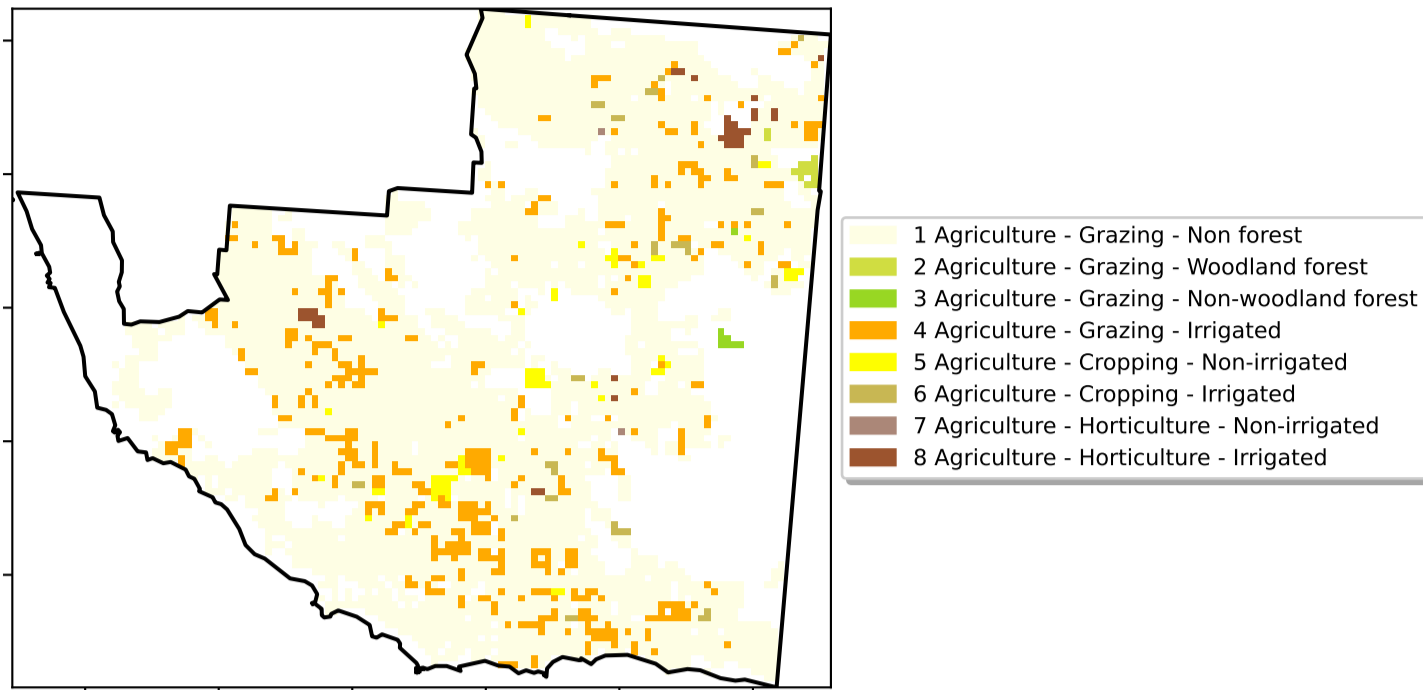 1 Agriculture - Grazing - Non forest
2 Agriculture - Grazing - Woodland forest
3 Agriculture - Grazing - Non-woodland forest
4 Agriculture - Grazing - Irrigated
5 Agriculture - Cropping - Non-irrigated
6 Agriculture - Cropping - Irrigated
7 Agriculture - Horticulture - Non-irrigated
8 Agriculture - Horticulture - Irrigated